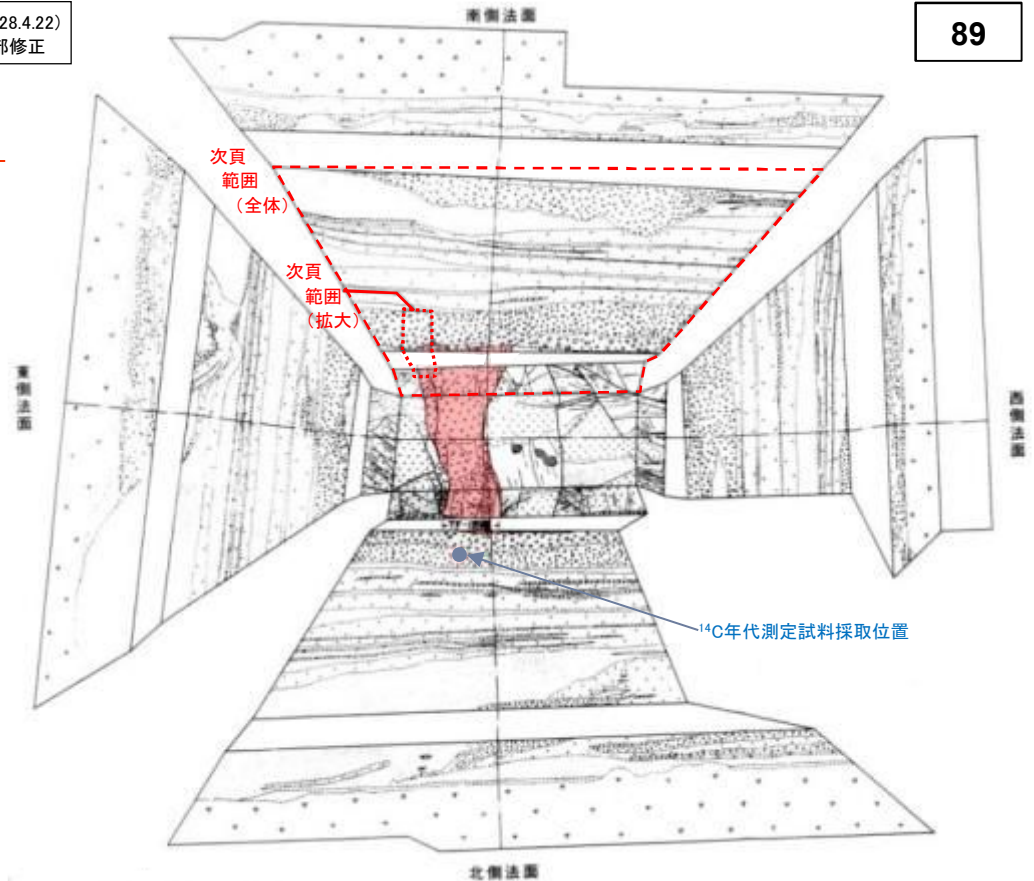 28.4.22)
部修正
南側法面
89
次頁
範囲
(全体)
次頁
範囲
(拡大)
東側法面
西側法面
¹⁴C年代測定試料採取位置
北側法面